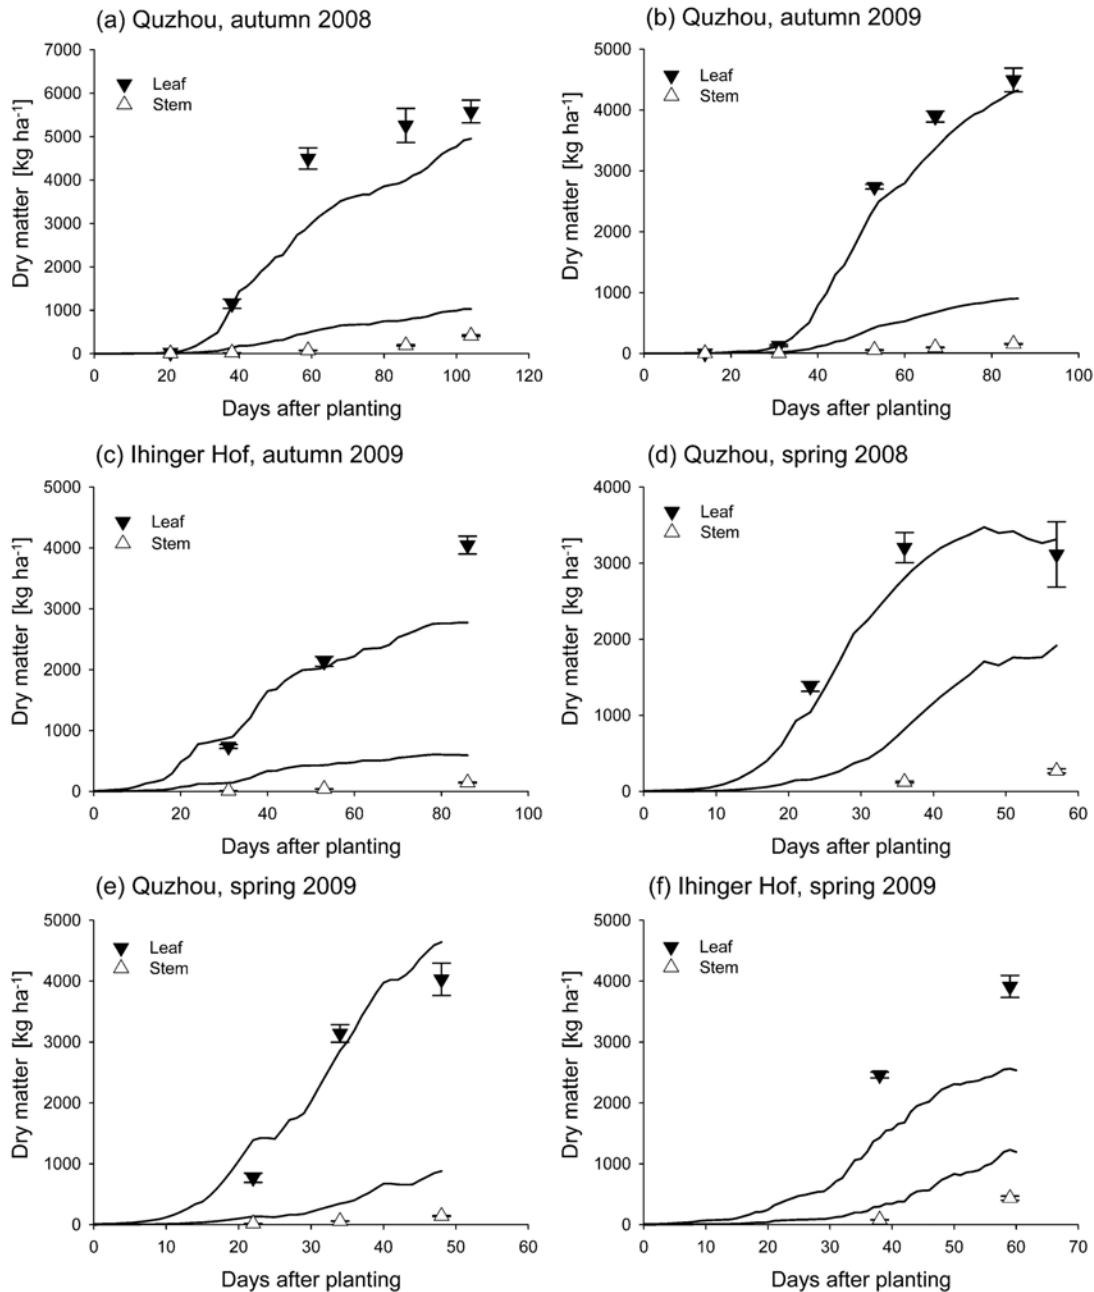 (a) Quzhou, autumn 2008
7000
6000
5000
4000
3000
2000
1000
0
Dry matter [kg ha⁻¹]
Leaf
Stem
0 20 40 60 80 100 120
Days after planting
(b) Quzhou, autumn 2009
5000
4000
3000
2000
1000
0
Dry matter [kg ha⁻¹]
Leaf
Stem
0 20 40 60 80 100
Days after planting
(c) Ihinger Hof, autumn 2009
5000
4000
3000
2000
1000
0
Dry matter [kg ha⁻¹]
Leaf
Stem
0 20 40 60 80 100
Days after planting
(d) Quzhou, spring 2008
4000
3000
2000
1000
0
Dry matter [kg ha⁻¹]
Leaf
Stem
0 10 20 30 40 50 60
Days after planting
(e) Quzhou, spring 2009
5000
4000
3000
2000
1000
0
Dry matter [kg ha⁻¹]
Leaf
Stem
0 10 20 30 40 50 60
Days after planting
(f) Ihinger Hof, spring 2009
5000
4000
3000
2000
1000
0
Dry matter [kg ha⁻¹]
Leaf
Stem
0 10 20 30 40 50 60 70
Days after planting